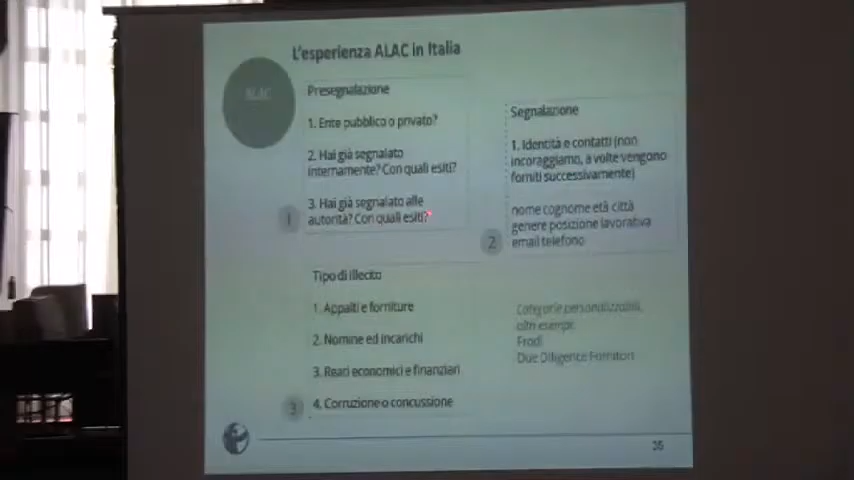 L'esperienza ALAC in Italia
ALAC
Presegnalazione
1. Ente pubblico o privato?
2. Hai già segnalato
internamente? Con quali esiti?
3. Hai già segnalato alle
autorità? Con quali esiti?
1
Segnalazione
1. Identità e contatti (non
incoraggiamo, a volte vengono
forniti successivamente)
nome cognome età città
genere posizione lavorativa
email telefono
2
Tipo di illecito
1. Appalti e forniture
2. Nomine ed incarichi
3. Reati economici e finanziari
4. Corruzione o concussione
3
Categorie personalizzabili,
altri esempi:
Frodi
Due Diligence Fornitori
35